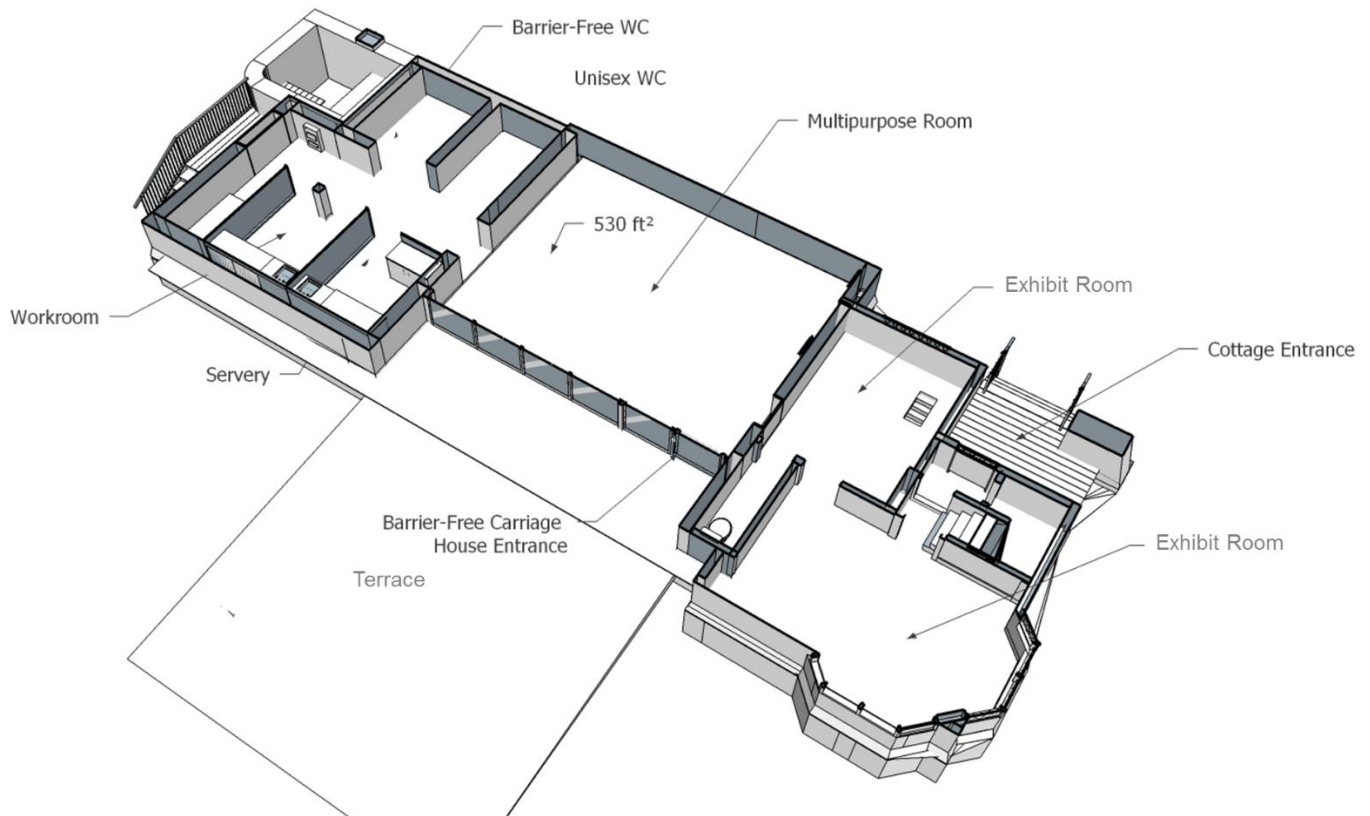 Barrier-Free WC
Unisex WC
Multipurpose Room
530 ft²
Exhibit Room
Workroom
Cottage Entrance
Servery
Barrier-Free Carriage
House Entrance
Exhibit Room
Terrace